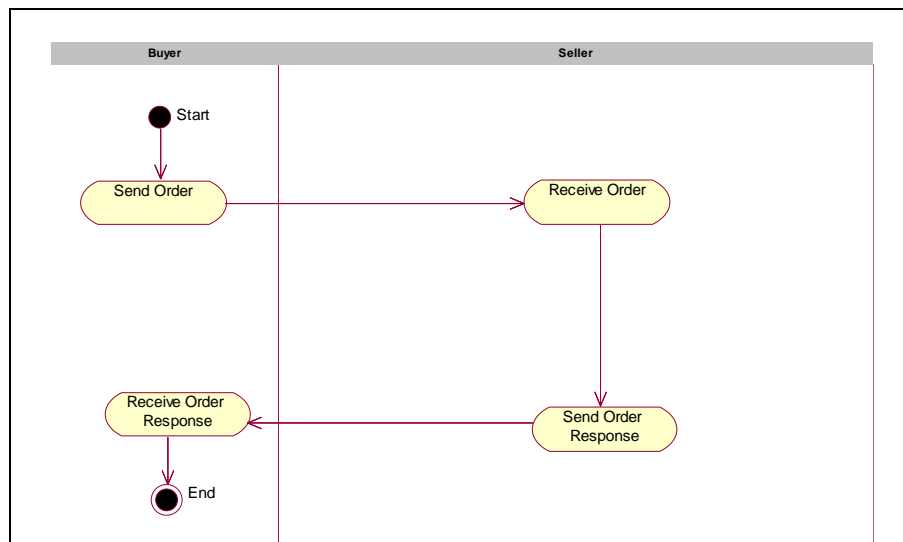 Buyer
Seller
Start
Send Order
Receive Order
Receive Order
Response
Send Order
Response
End